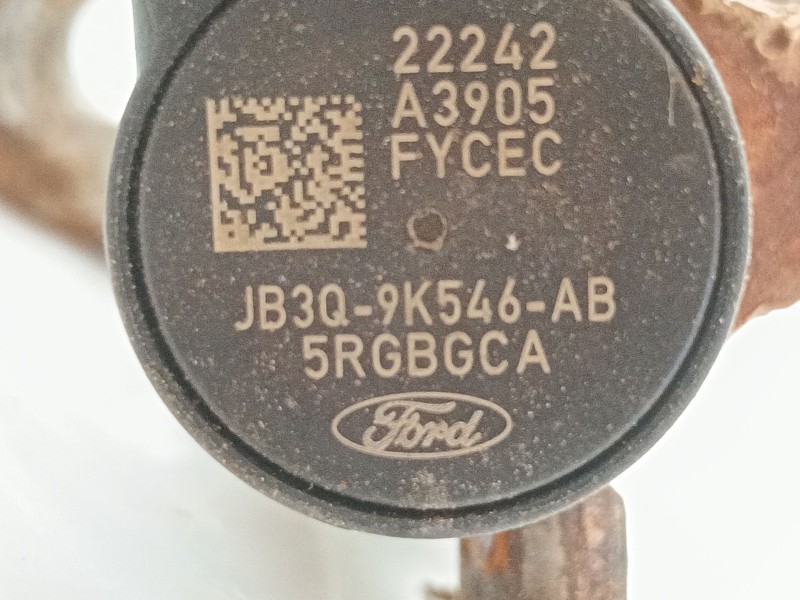 22242
A3905
FYCEC
JB3Q-9K546-AB
5RGBGCA
Ford